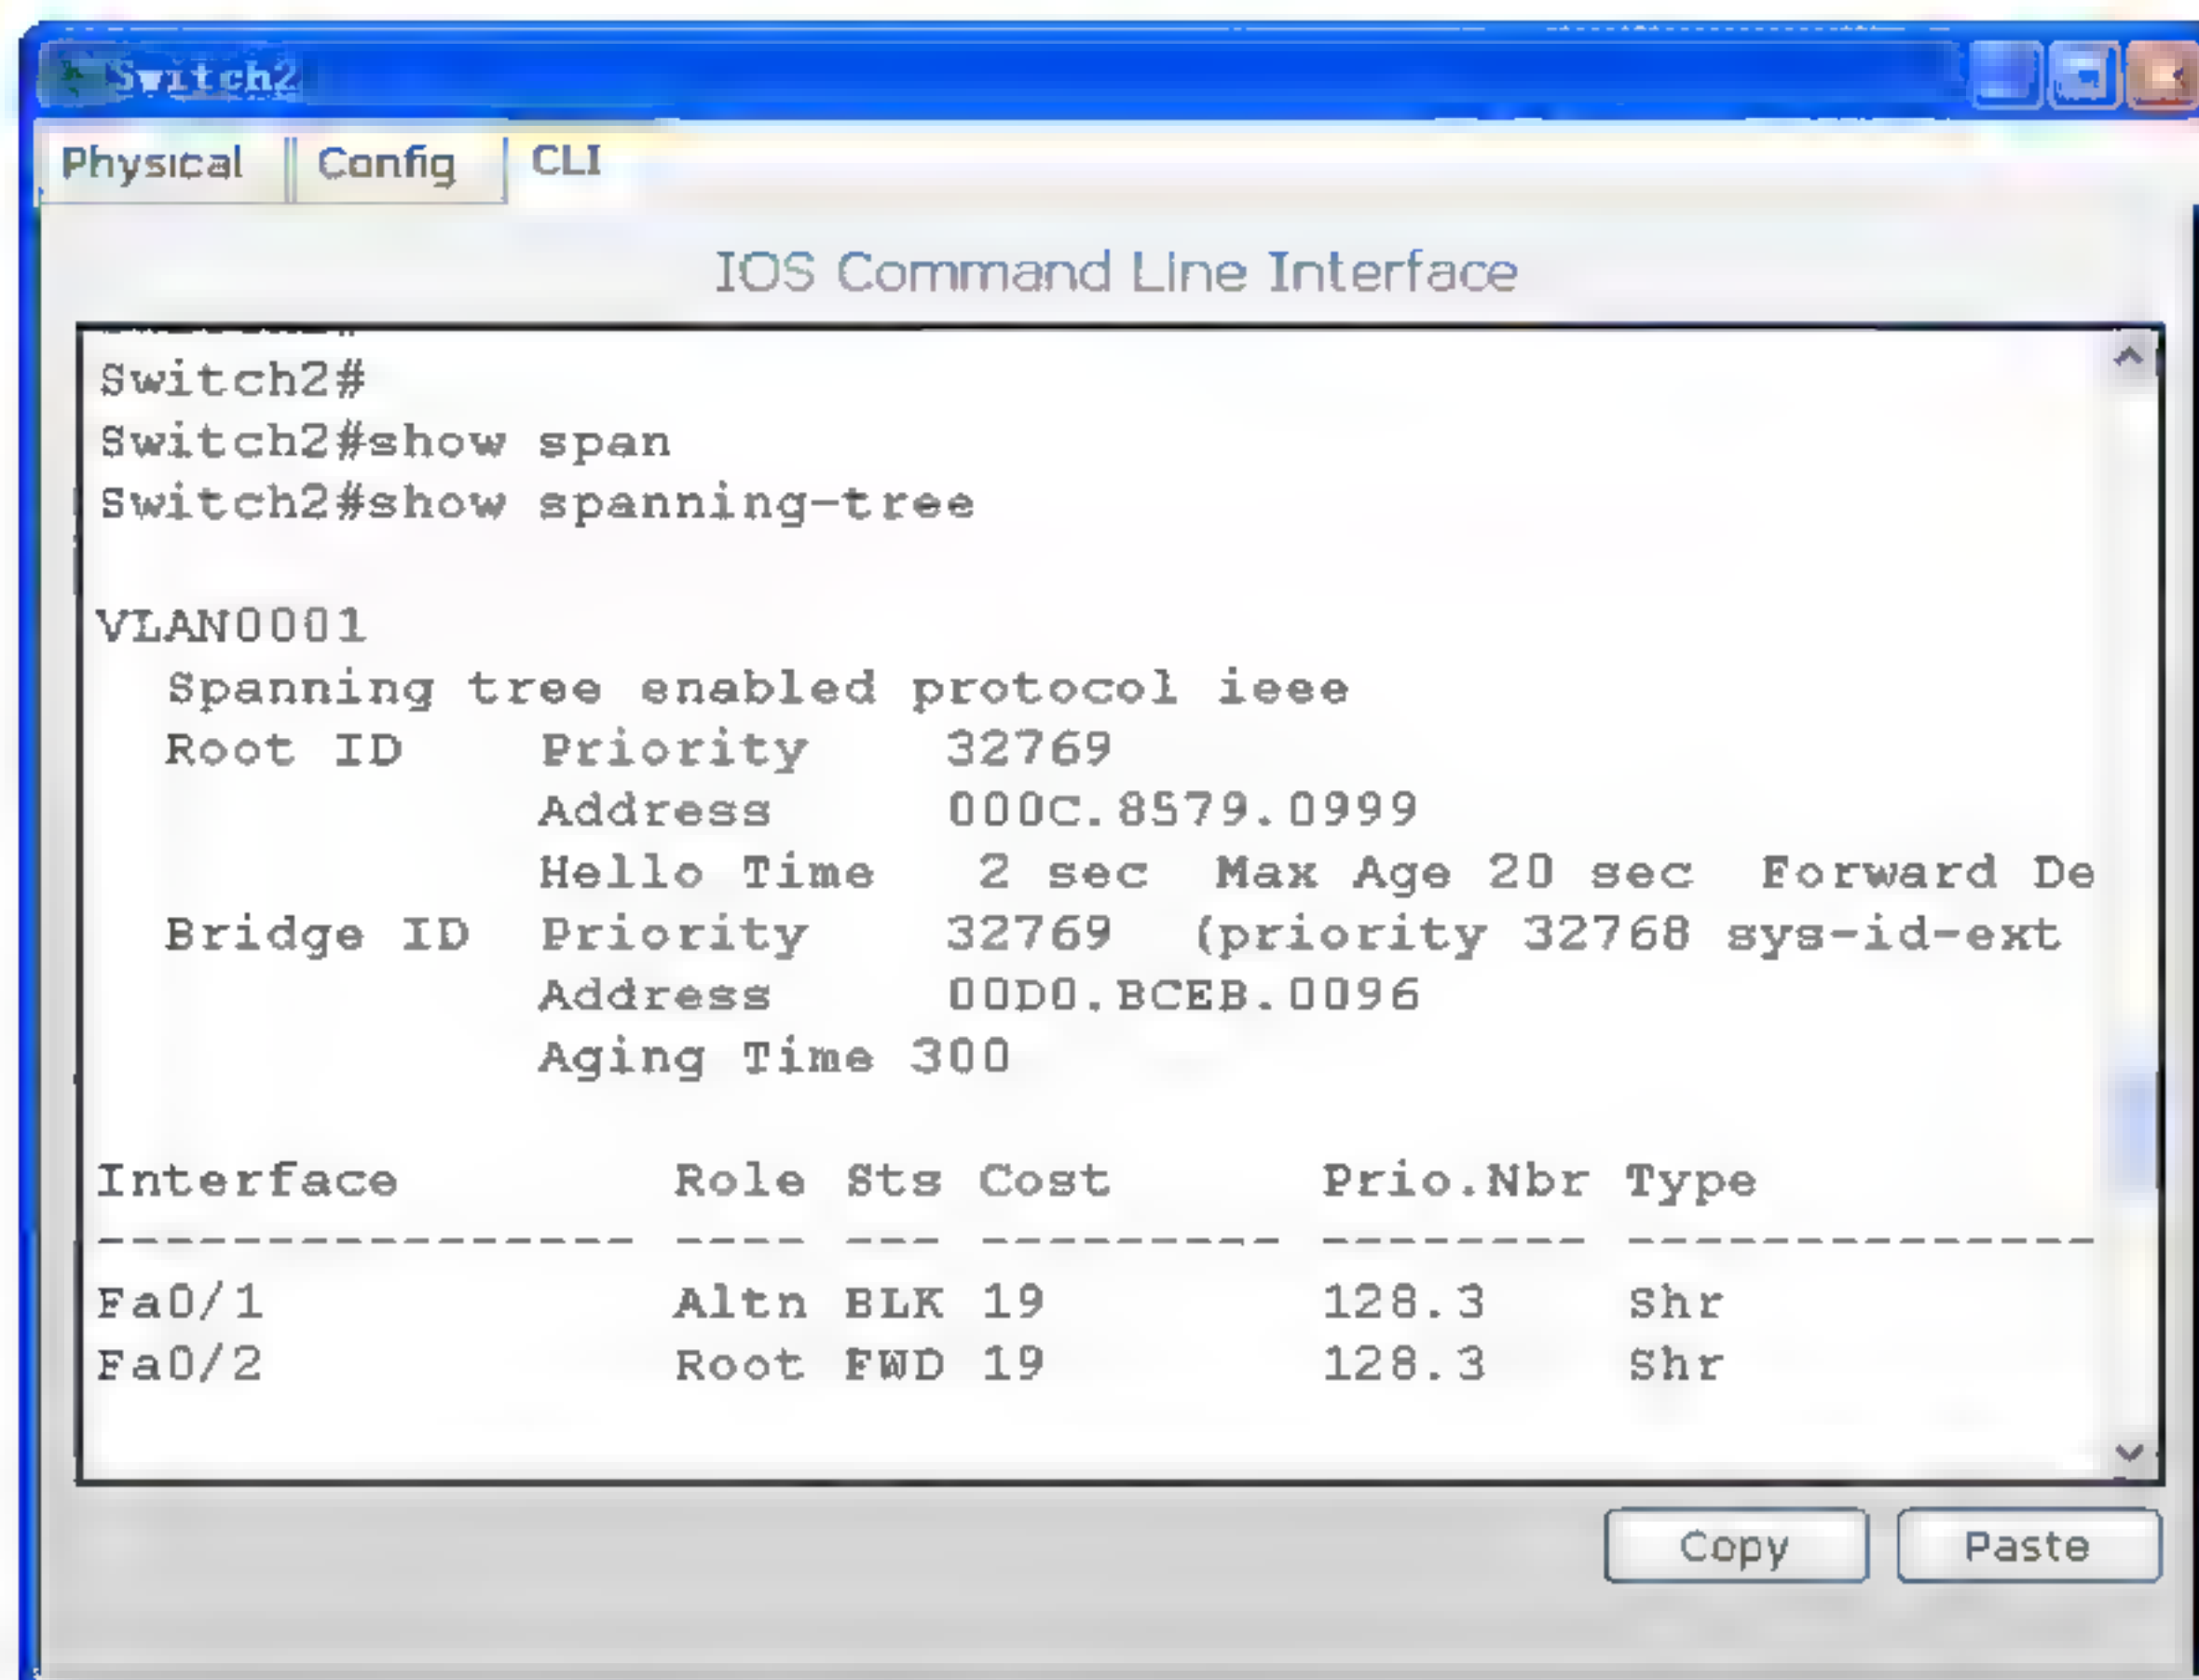 Switch2
Physical Config CLI
IOS Command Line Interface
Switch2#
Switch2#show span
Switch2#show spanning-tree
VLAN0001
Spanning tree enabled protocol ieee
Root ID Priority 32769
Address 000C.8579.0999
Hello Time 2 sec Max Age 20 sec Forward De
Bridge ID Priority 32769 (priority 32768 sys-id-ext
Address 00D0.BCEB.0096
Aging Time 300
Interface Role Sts Cost Prio.Nbr Type
---------------- ---- --- --------- -------- --------------
Fa0/1 Altn BLK 19 128.3 Shr
Fa0/2 Root FWD 19 128.3 Shr
Copy Paste